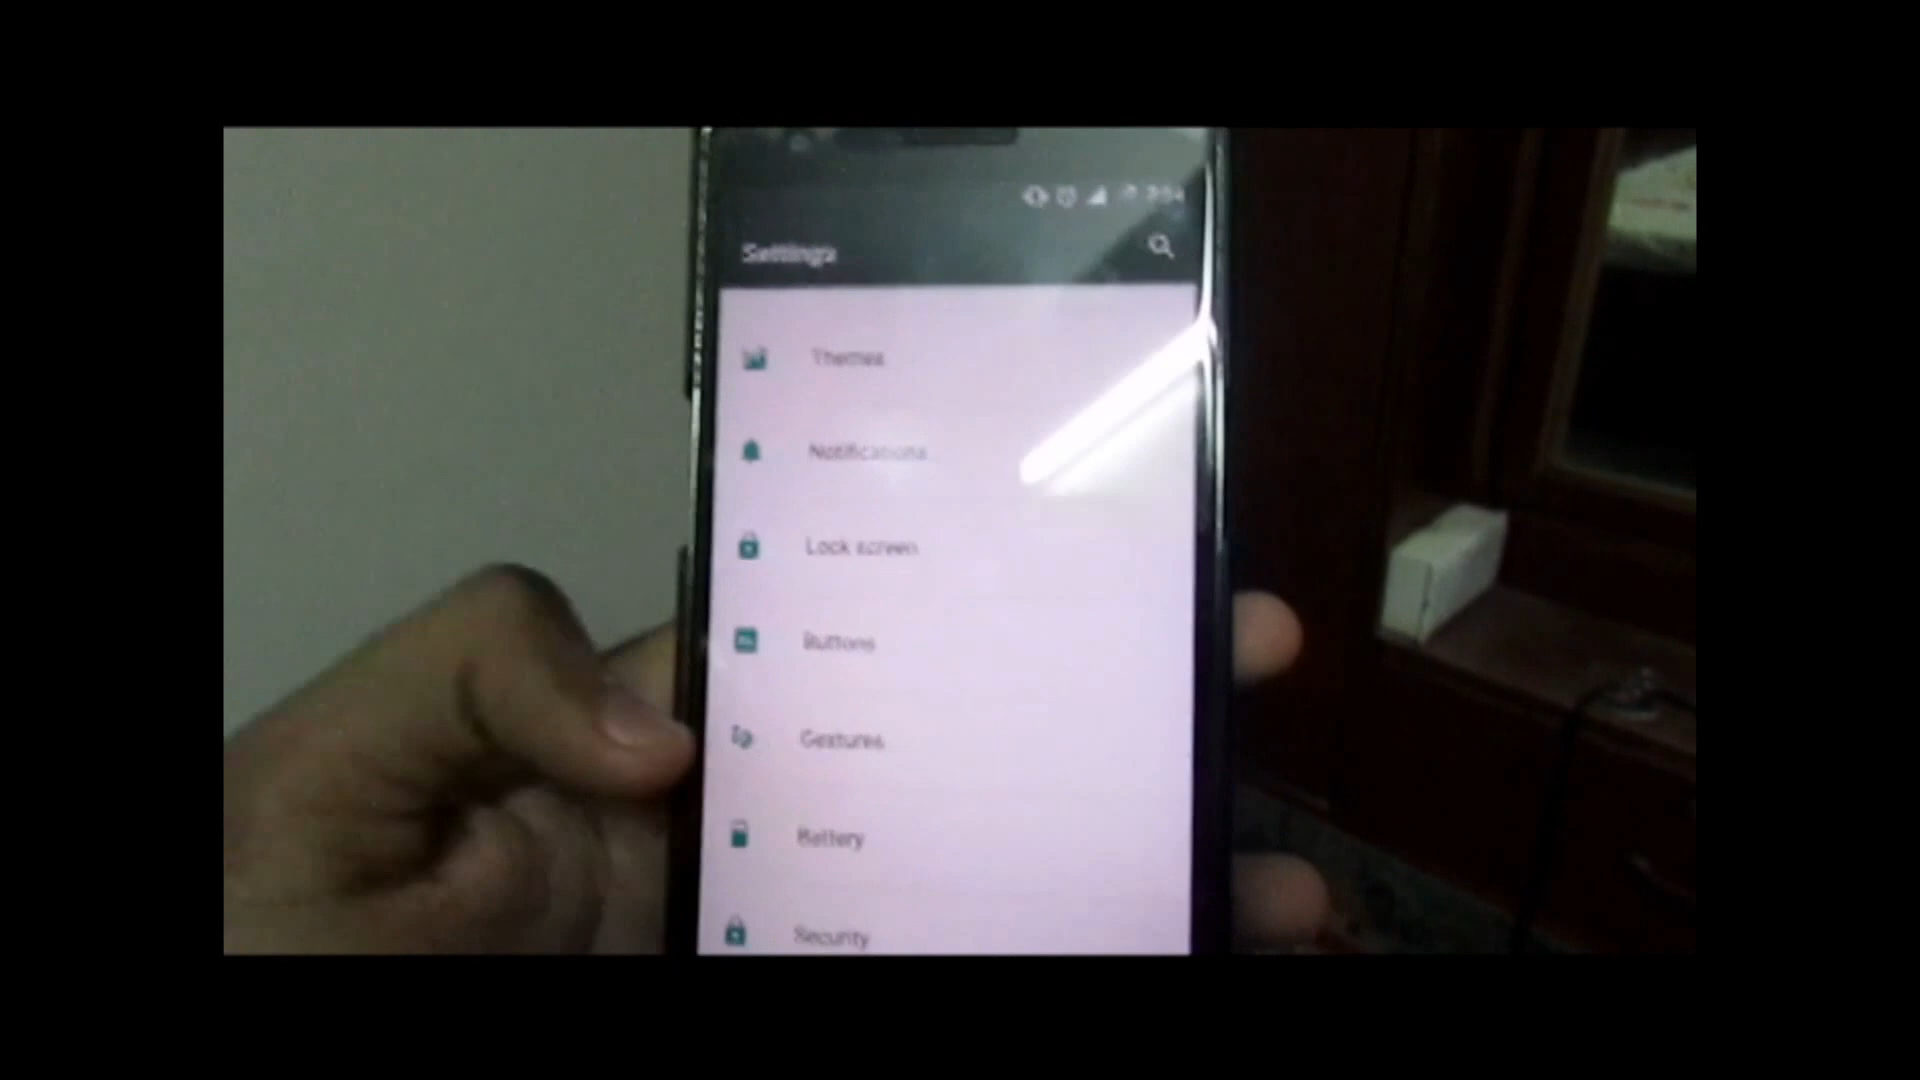 Settings
Themes
Notifications
Lock screen
Buttons
Gestures
Battery
Security